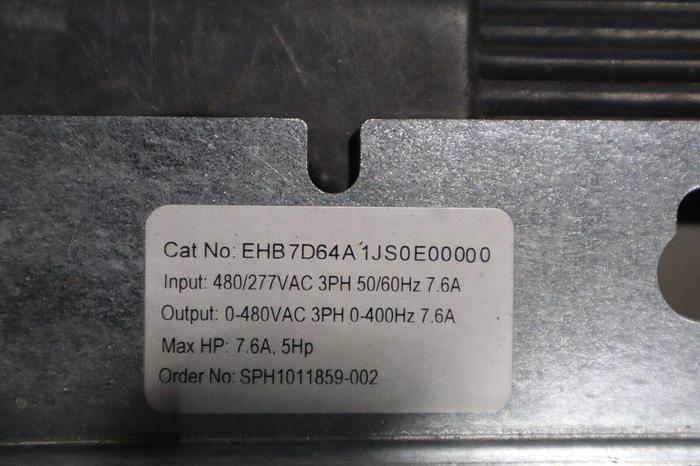 Cat No: EHB7D64A1JS0E00000
Input: 480/277VAC 3PH 50/60Hz 7.6A
Output: 0-480VAC 3PH 0-400Hz 7.6A
Max HP: 7.6A, 5Hp
Order No: SPH1011859-002